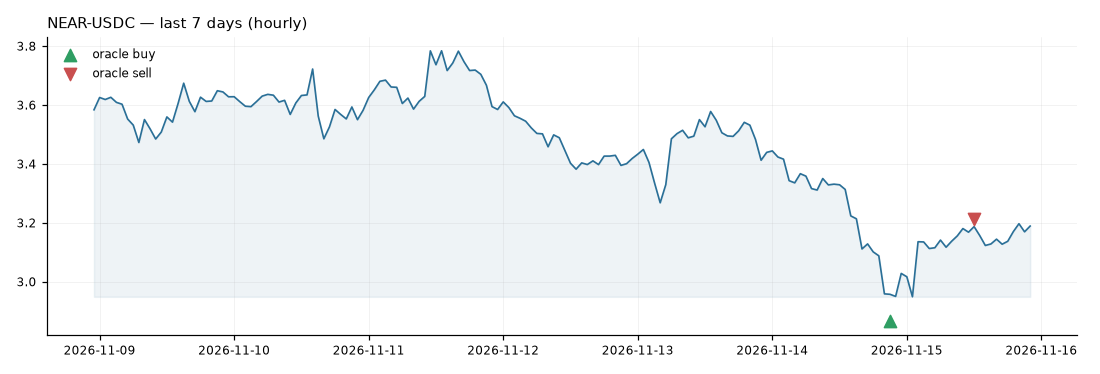 NEAR-USDC — last 7 days (hourly)
oracle buy
oracle sell
3.8
3.6
3.4
3.2
3.0
2026-11-09 2026-11-10 2026-11-11 2026-11-12 2026-11-13 2026-11-14 2026-11-15 2026-11-16